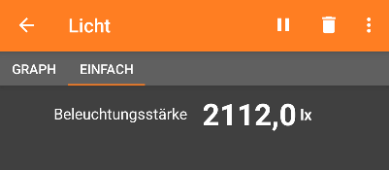 Licht
GRAPH EINFACH
Beleuchtungsstärke 2112,0 lx